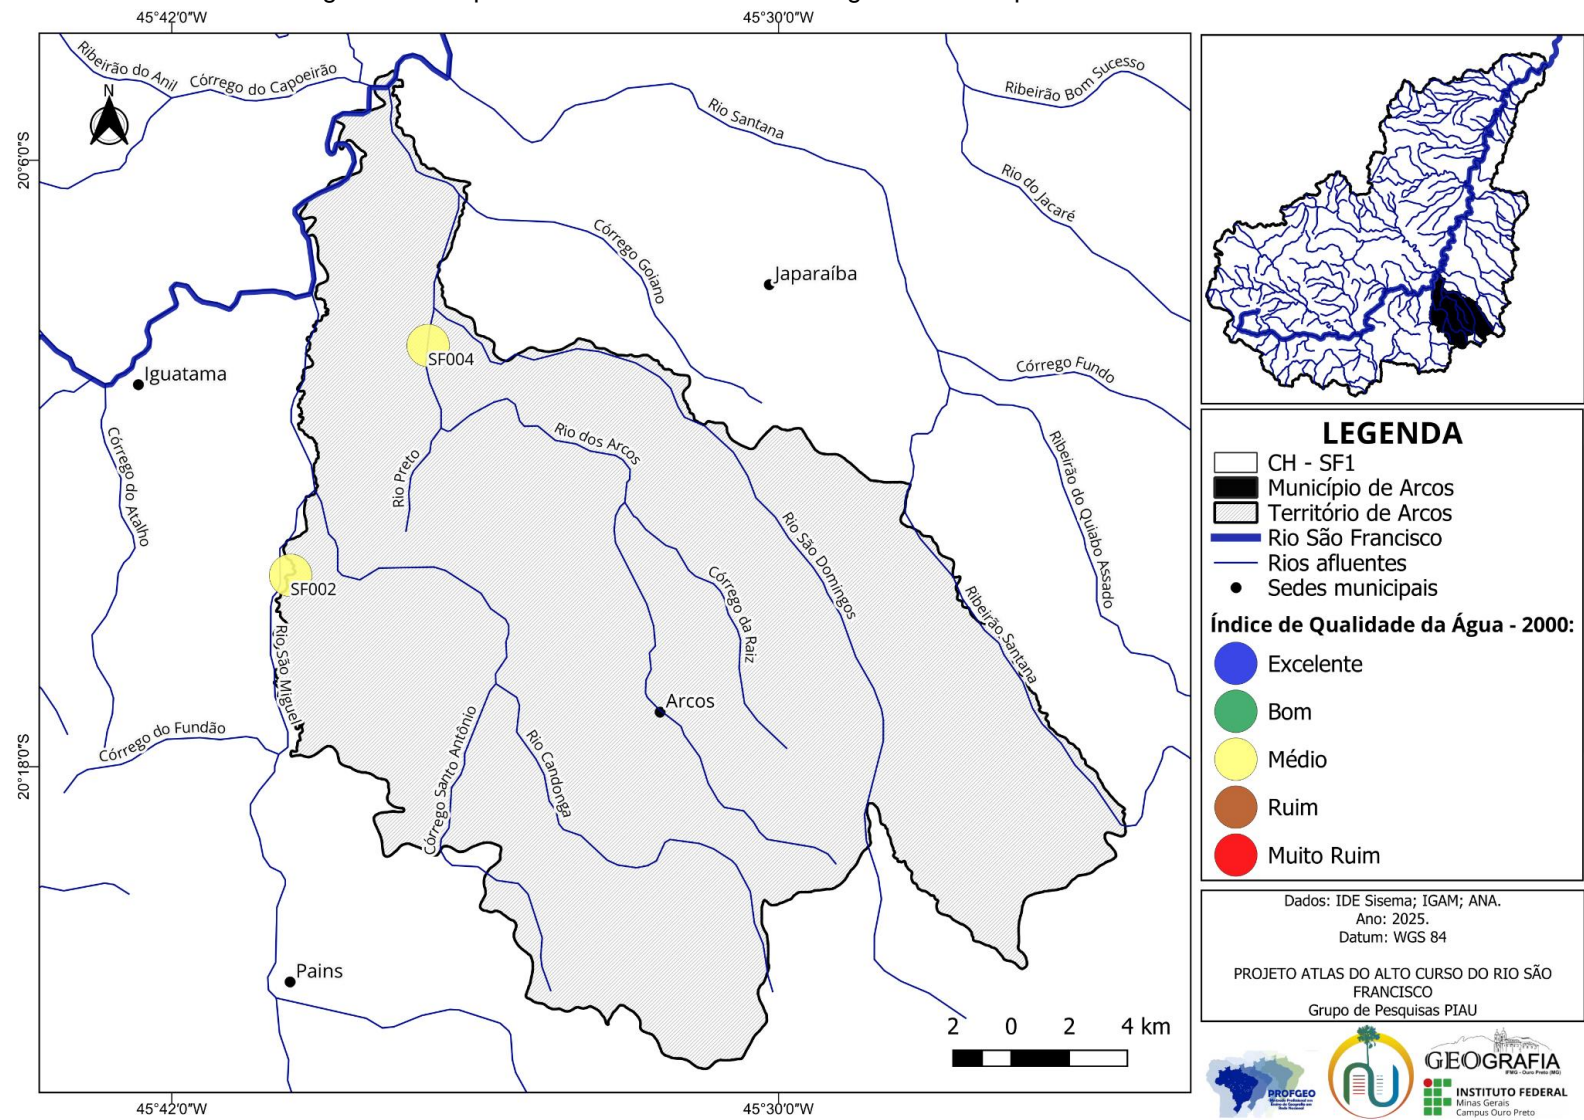 45°42'0"W
45°30'0"W
Ribeirão do Anil
Córrego do Capoeirão
Rio Santana
Ribeirão Bom Sucesso
N
20°6'0"S
Rio do Jacaré
Córrego Goiano
Japaraíba
SF004
Iguatama
Córrego Fundo
Córrego do Atalho
Rio Preto
Rio dos Arcos
Ribeirão do Quiabo Assado
Rio São Domingos
SF002
Córrego da Raiz
Ribeirão Santana
Rio São Miguel
Arcos
Córrego do Fundão
Córrego Santo Antônio
Rio Candonga
20°18'0"S
Pains
2 0 2 4 km
45°42'0"W
45°30'0"W
LEGENDA
CH - SF1
Município de Arcos
Território de Arcos
Rio São Francisco
Rios afluentes
Sedes municipais
Índice de Qualidade da Água - 2000:
Excelente
Bom
Médio
Ruim
Muito Ruim
Dados: IDE Sisema; IGAM; ANA.
Ano: 2025.
Datum: WGS 84
PROJETO ATLAS DO ALTO CURSO DO RIO SÃO
FRANCISCO
Grupo de Pesquisas PIAU
PROFGEO
GEOGRAFIA
IFMG - Ouro Preto (MG)
INSTITUTO FEDERAL
Minas Gerais
Campus Ouro Preto